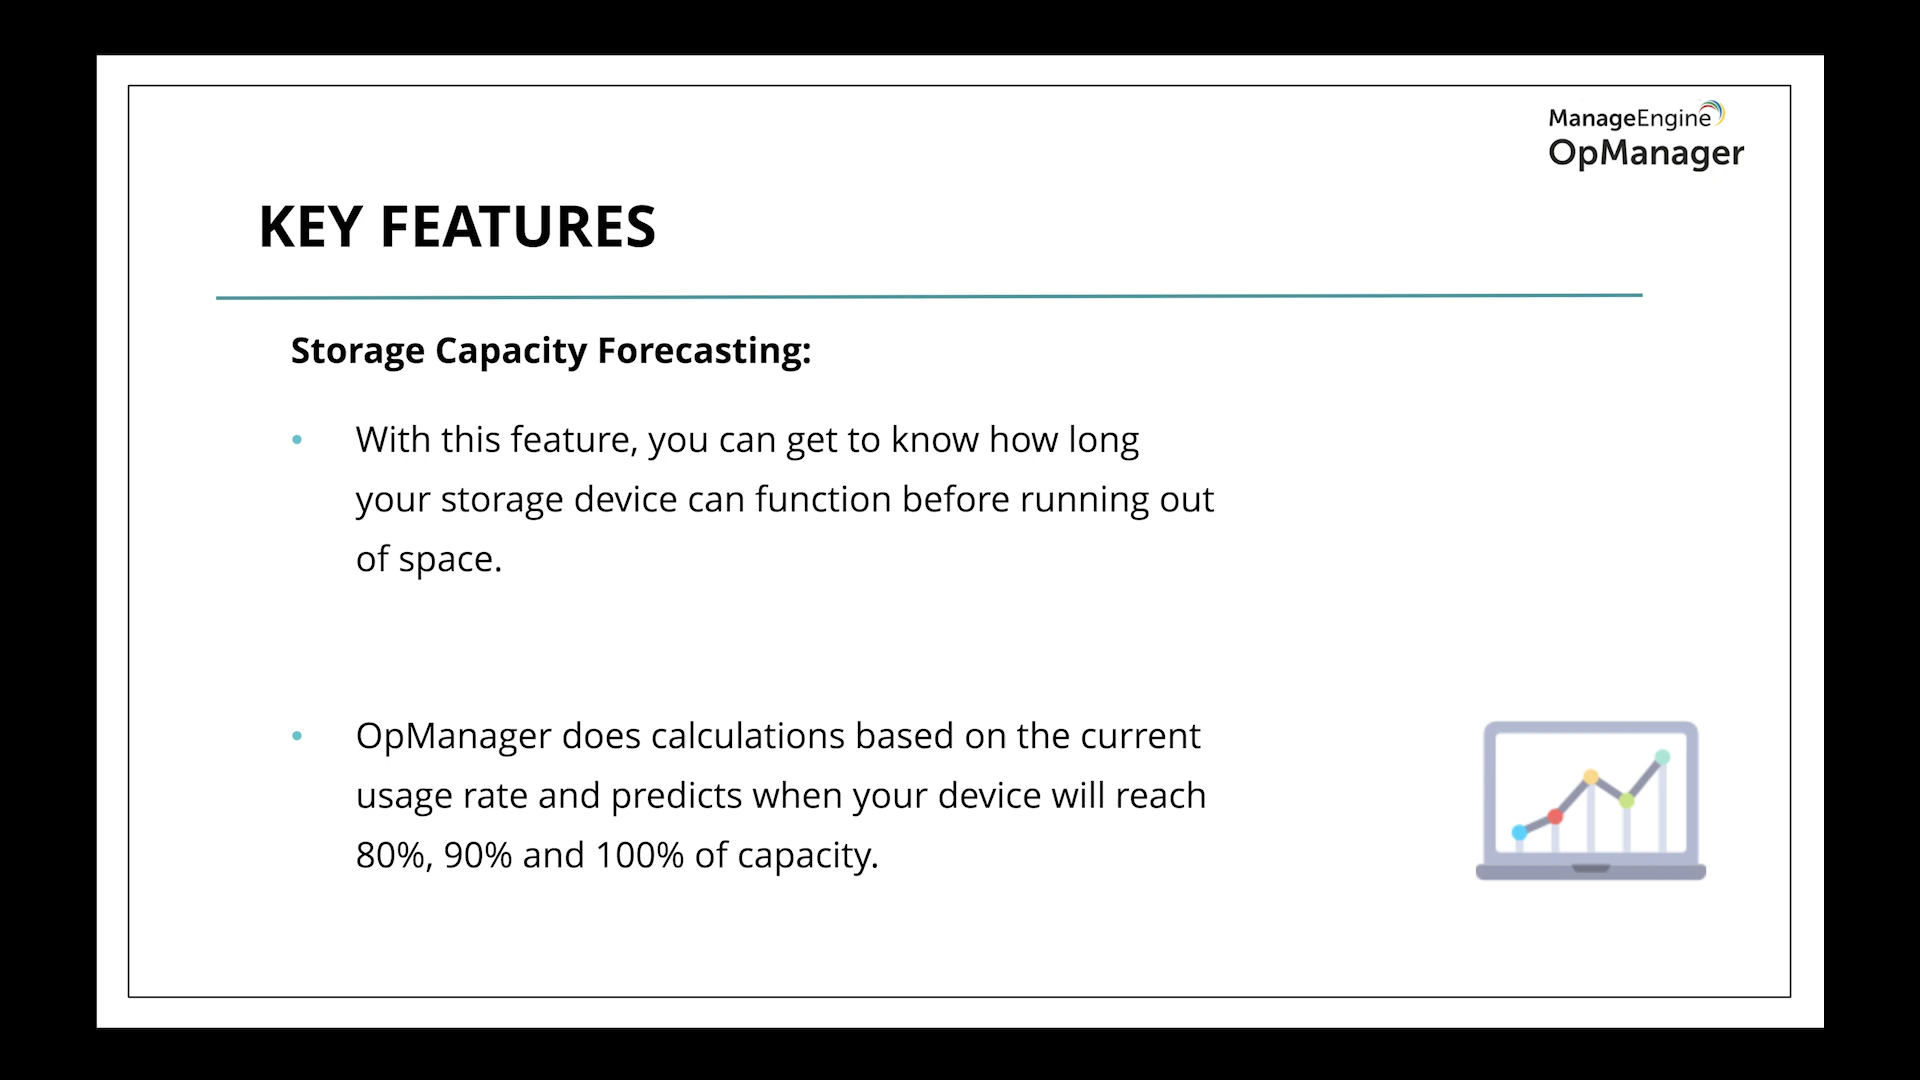 ManageEngine
OpManager
KEY FEATURES
Storage Capacity Forecasting:
• With this feature, you can get to know how long
your storage device can function before running out
of space.
• OpManager does calculations based on the current
usage rate and predicts when your device will reach
80%, 90% and 100% of capacity.